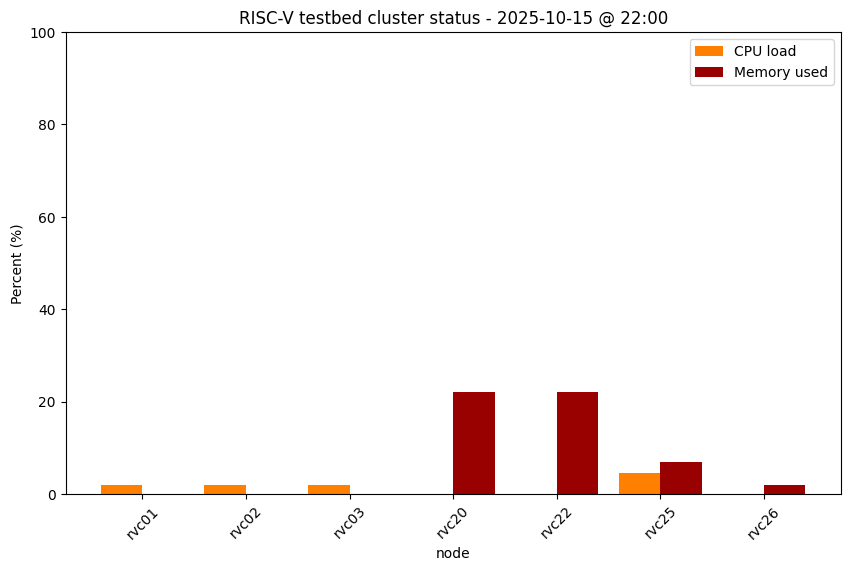 RISC-V testbed cluster status - 2025-10-15 @ 22:00
CPU load
Memory used
Percent (%)
100
80
60
40
20
0
rvc01
rvc02
rvc03
rvc20
rvc22
rvc25
rvc26
node